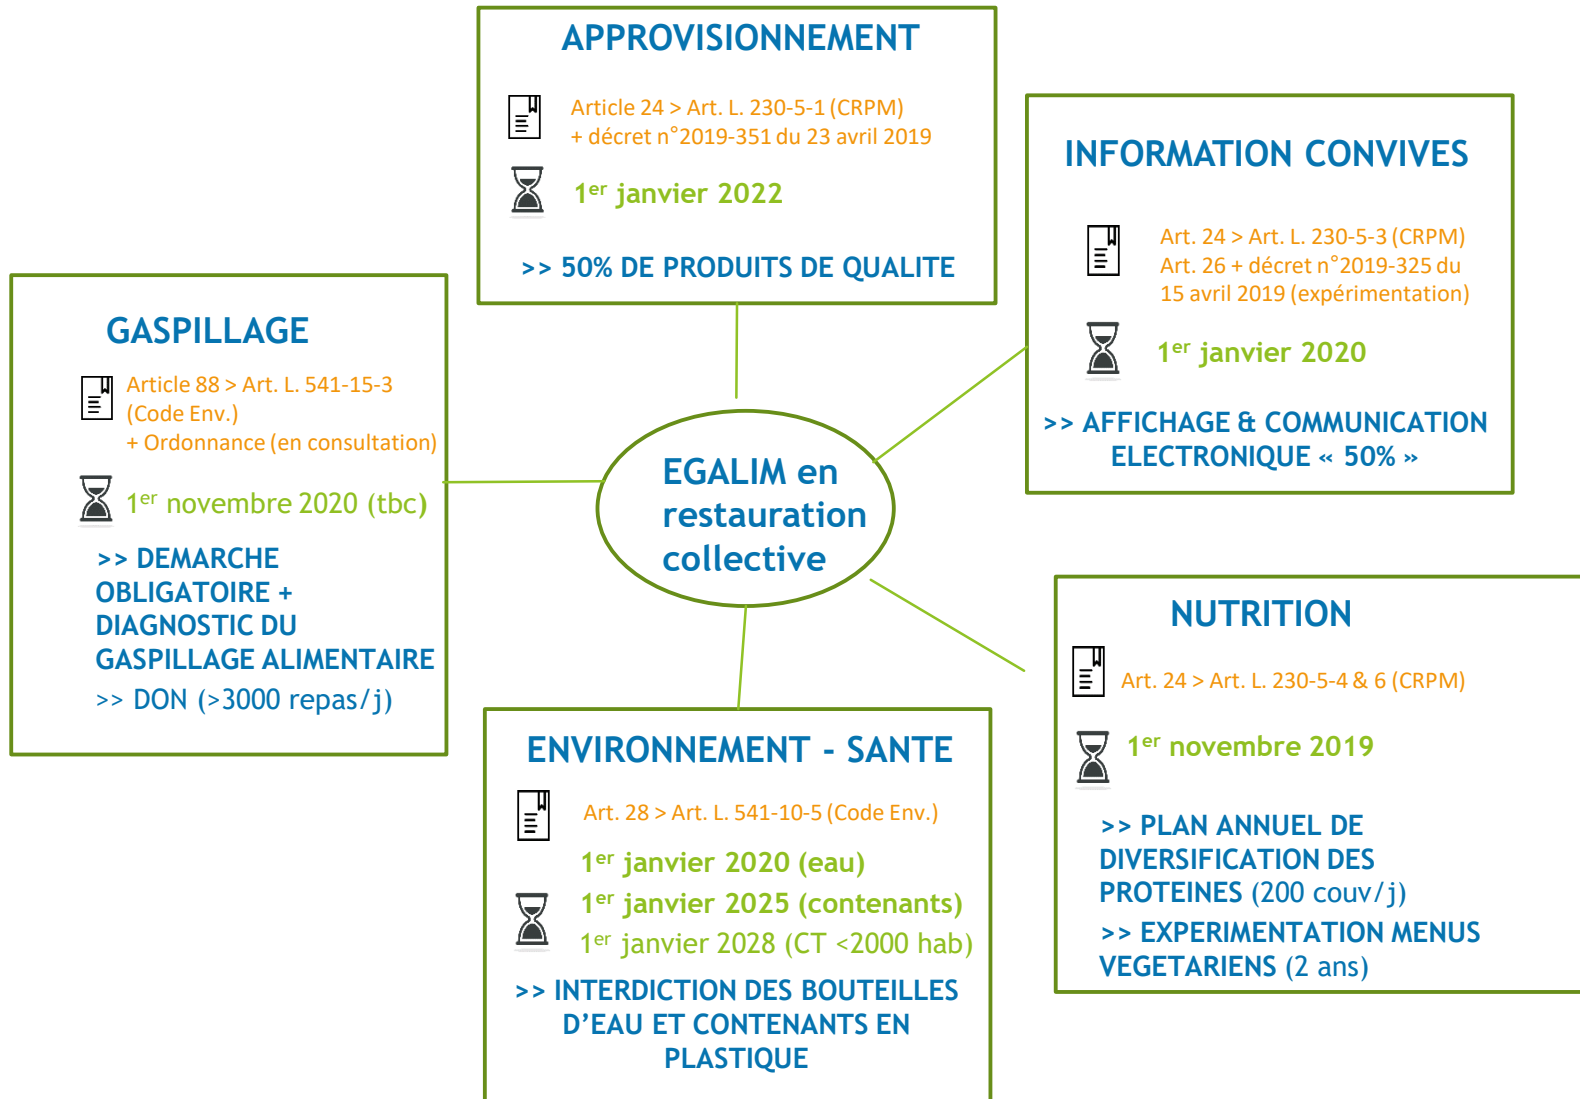 APPROVISIONNEMENT
Article 24 > Art. L. 230-5-1 (CRPM)
+ décret n°2019-351 du 23 avril 2019
1er janvier 2022
>> 50% DE PRODUITS DE QUALITE
INFORMATION CONVIVES
Art. 24 > Art. L. 230-5-3 (CRPM)
Art. 26 + décret n°2019-325 du
15 avril 2019 (expérimentation)
1er janvier 2020
>> AFFICHAGE & COMMUNICATION
ELECTRONIQUE « 50% »
GASPILLAGE
Article 88 > Art. L. 541-15-3
(Code Env.)
+ Ordonnance (en consultation)
1er novembre 2020 (tbc)
>> DEMARCHE
OBLIGATOIRE +
DIAGNOSTIC DU
GASPILLAGE ALIMENTAIRE
>> DON (>3000 repas/j)
EGALIM en
restauration
collective
NUTRITION
Art. 24 > Art. L. 230-5-4 & 6 (CRPM)
1er novembre 2019
>> PLAN ANNUEL DE
DIVERSIFICATION DES
PROTEINES (200 couv/j)
>> EXPERIMENTATION MENUS
VEGETARIENS (2 ans)
ENVIRONNEMENT - SANTE
Art. 28 > Art. L. 541-10-5 (Code Env.)
1er janvier 2020 (eau)
1er janvier 2025 (contenants)
1er janvier 2028 (CT <2000 hab)
>> INTERDICTION DES BOUTEILLES
D’EAU ET CONTENANTS EN
PLASTIQUE